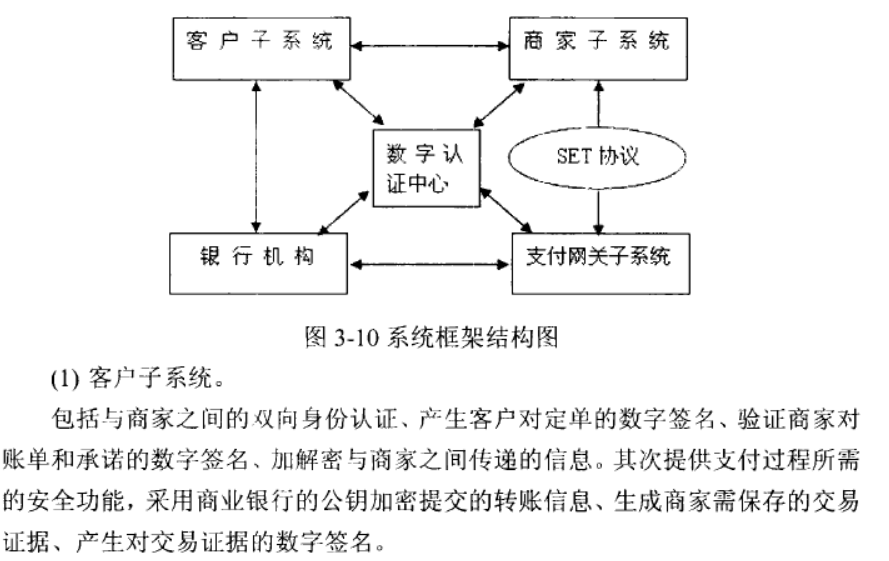 客户子系统
商家子系统
数字认
证中心
SET 协议
银行机构
支付网关子系统
图 3-10 系统框架结构图
(1) 客户子系统。
包括与商家之间的双向身份认证、产生客户对定单的数字签名、验证商家对
账单和承诺的数字签名、加解密与商家之间传递的信息。其次提供支付过程所需
的安全功能，采用商业银行的公钥加密提交的转账信息、生成商家需保存的交易
证据、产生对交易证据的数字签名。